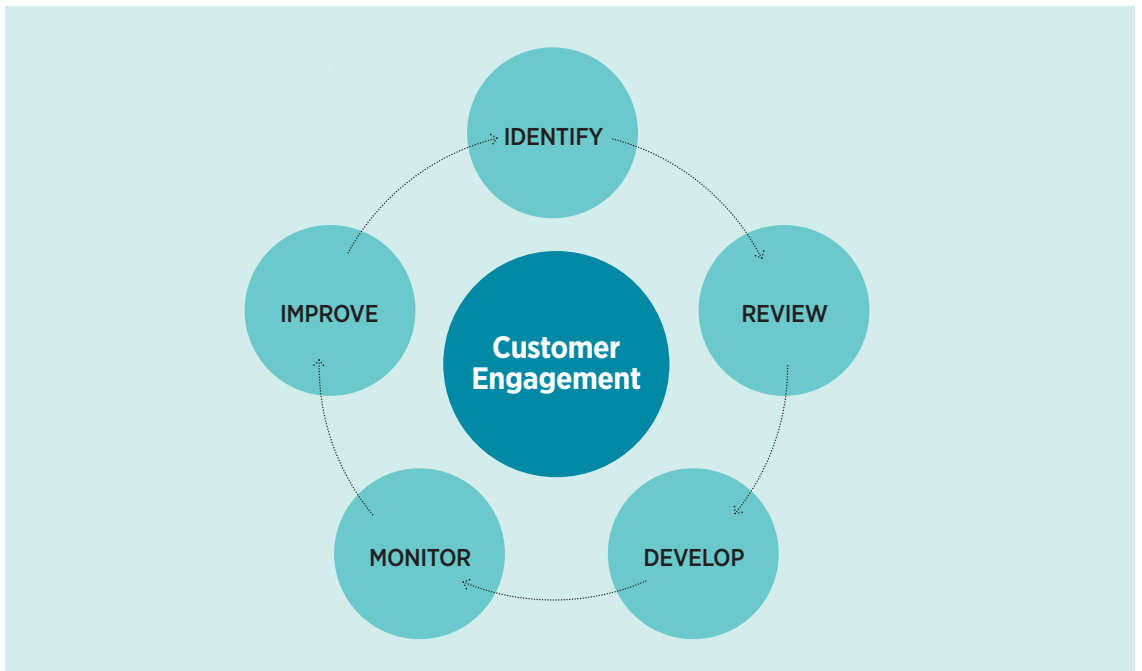 IDENTIFY
REVIEW
DEVELOP
MONITOR
IMPROVE
Customer
Engagement